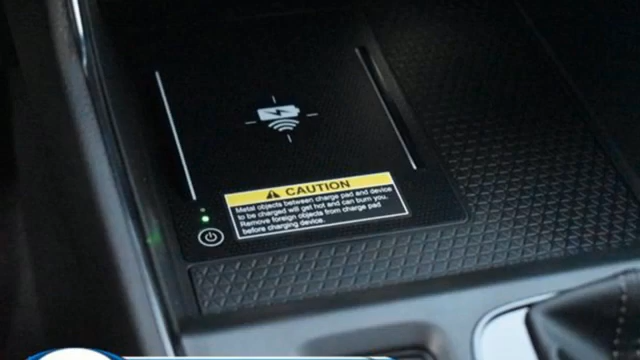 CAUTION
Metal objects between charge pad and device
to be charged will get hot and can burn you.
Remove foreign objects from charge pad
before charging device.